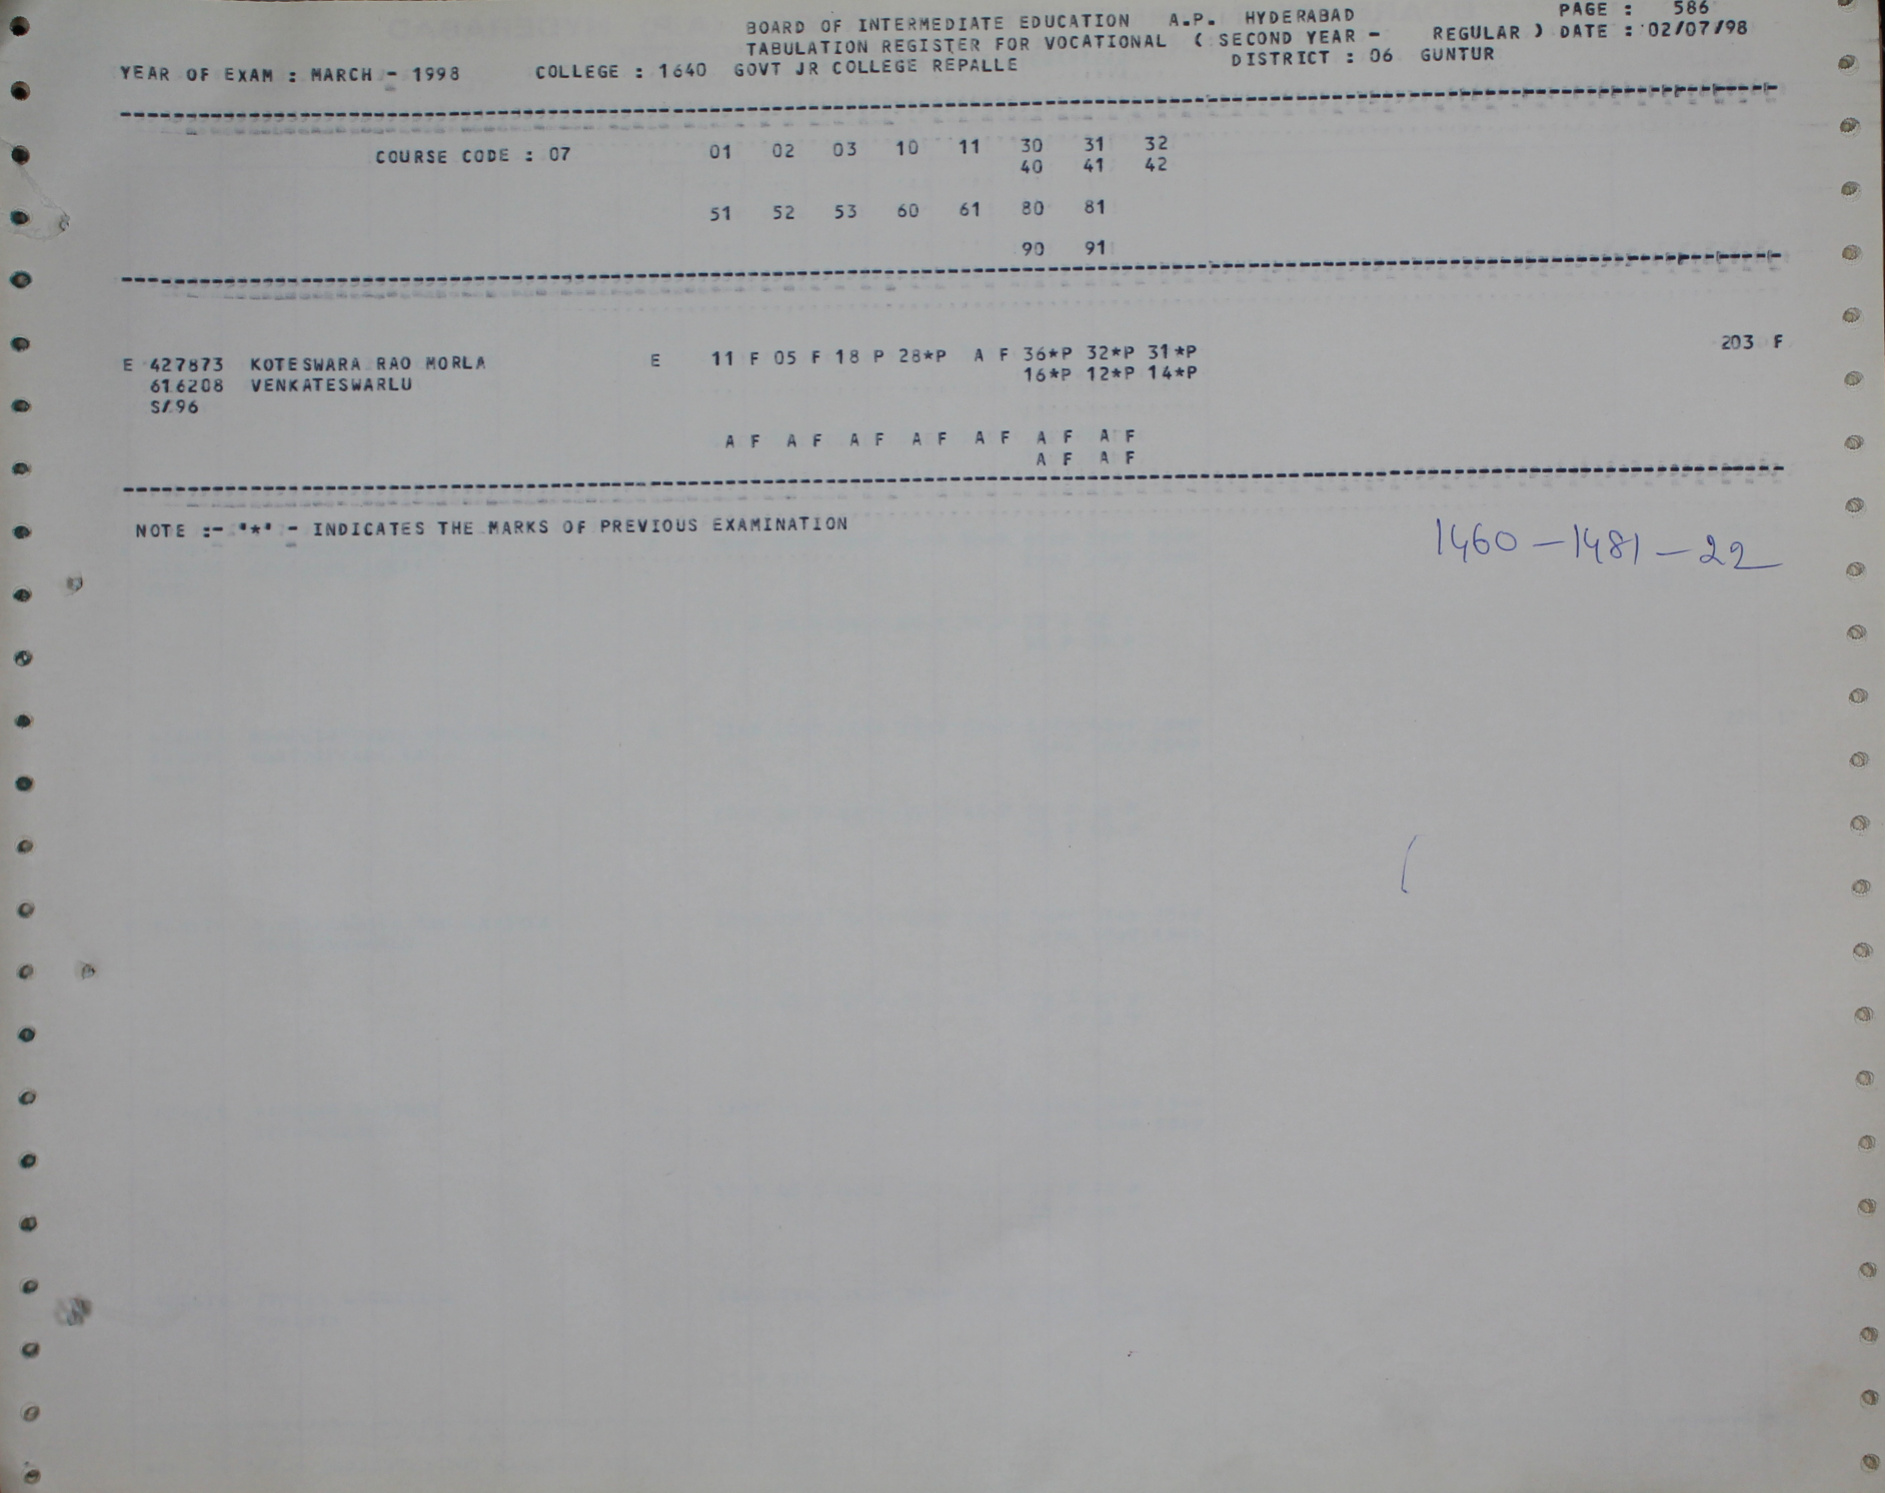 BOARD OF INTERMEDIATE EDUCATION A.P. HYDERABAD PAGE : 586
TABULATION REGISTER FOR VOCATIONAL ( SECOND YEAR - REGULAR ) DATE : 02/07/98
YEAR OF EXAM : MARCH - 1998 COLLEGE : 1640 GOVT JR COLLEGE REPALLE DISTRICT : 06 GUNTUR
COURSE CODE : 07 01 02 03 10 11 30 31 32
40 41 42
51 52 53 60 61 80 81
90 91
E 427873 KOTESWARA RAO MORLA E 11 F 05 F 18 P 28*P A F 36*P 32*P 31*P 203 F
616208 VENKATESWARLU 16*P 12*P 14*P
S/96
A F A F A F A F A F A F A F
A F A F
NOTE :- '*' - INDICATES THE MARKS OF PREVIOUS EXAMINATION
1460 - 1481 - 22